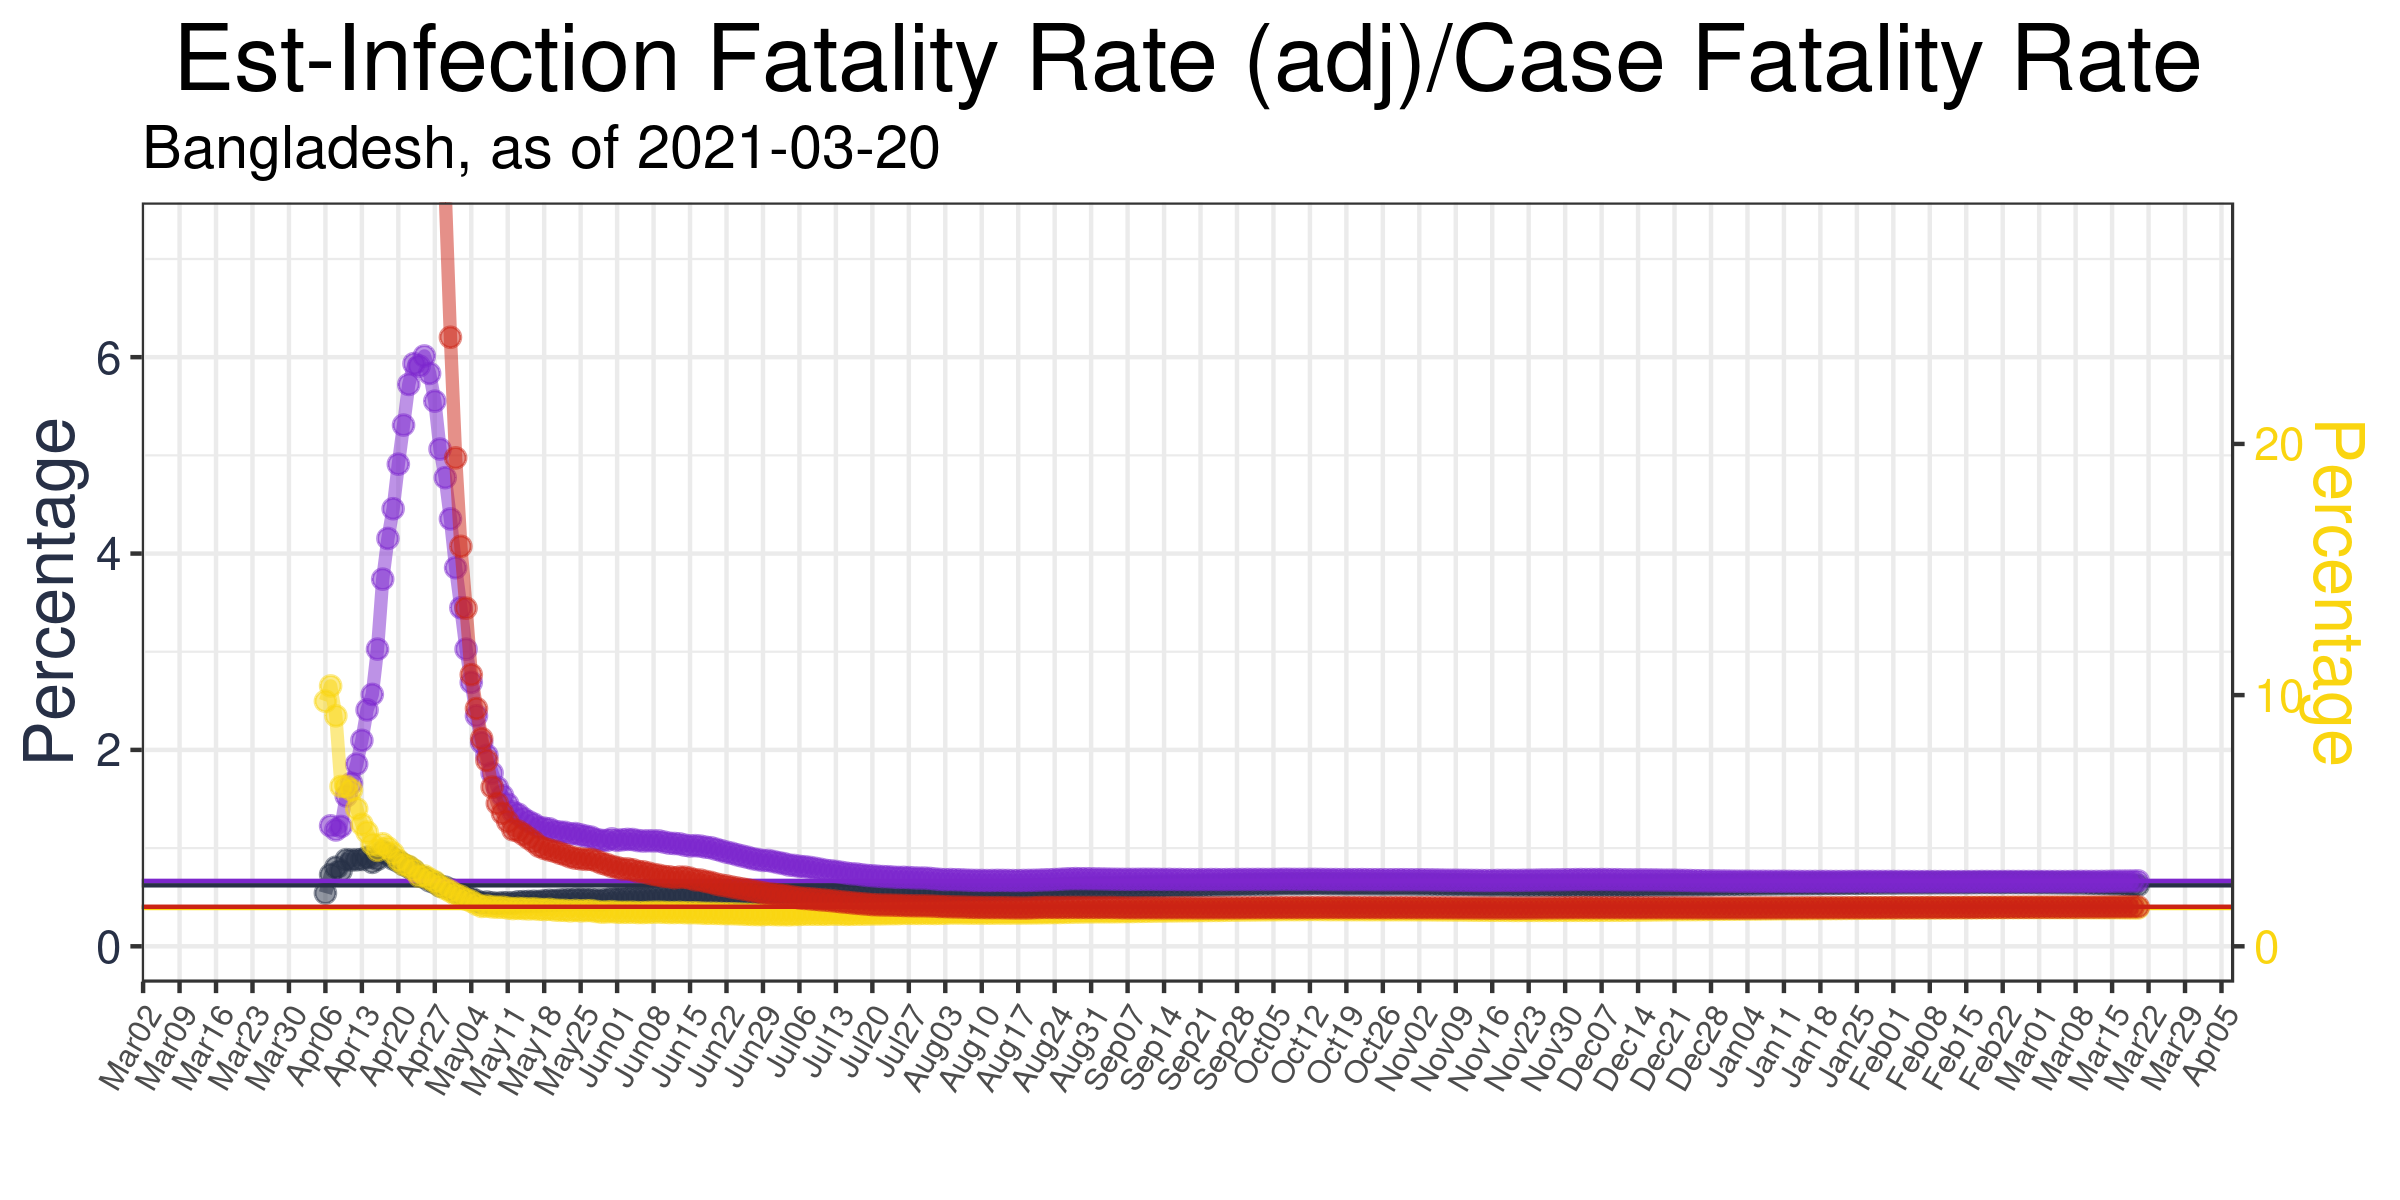 Est-Infection Fatality Rate (adj)/Case Fatality Rate
Bangladesh, as of 2021-03-20
Percentage
6
4
2
0
20
10
0
Percentage
Mar02
Mar09
Mar16
Mar23
Mar30
Apr06
Apr13
Apr20
Apr27
May04
May11
May18
May25
Jun01
Jun08
Jun15
Jun22
Jun29
Jul06
Jul13
Jul20
Jul27
Aug03
Aug10
Aug17
Aug24
Aug31
Sep07
Sep14
Sep21
Sep28
Oct05
Oct12
Oct19
Oct26
Nov02
Nov09
Nov16
Nov23
Nov30
Dec07
Dec14
Dec21
Dec28
Jan04
Jan11
Jan18
Jan25
Feb01
Feb08
Feb15
Feb22
Mar01
Mar08
Mar15
Mar22
Mar29
Apr05